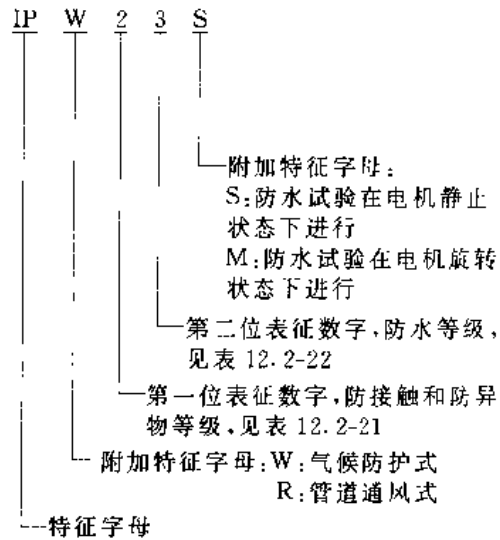 IP W 2 3 S
附加特征字母:
S:防水试验在电机静止
状态下进行
M:防水试验在电机旋转
状态下进行
第二位表征数字,防水等级,
见表 12.2-22
第一位表征数字,防接触和防异
物等级、见表 12.2-21
附加特征字母:W:气候防护式
R:管道通风式
特征字母